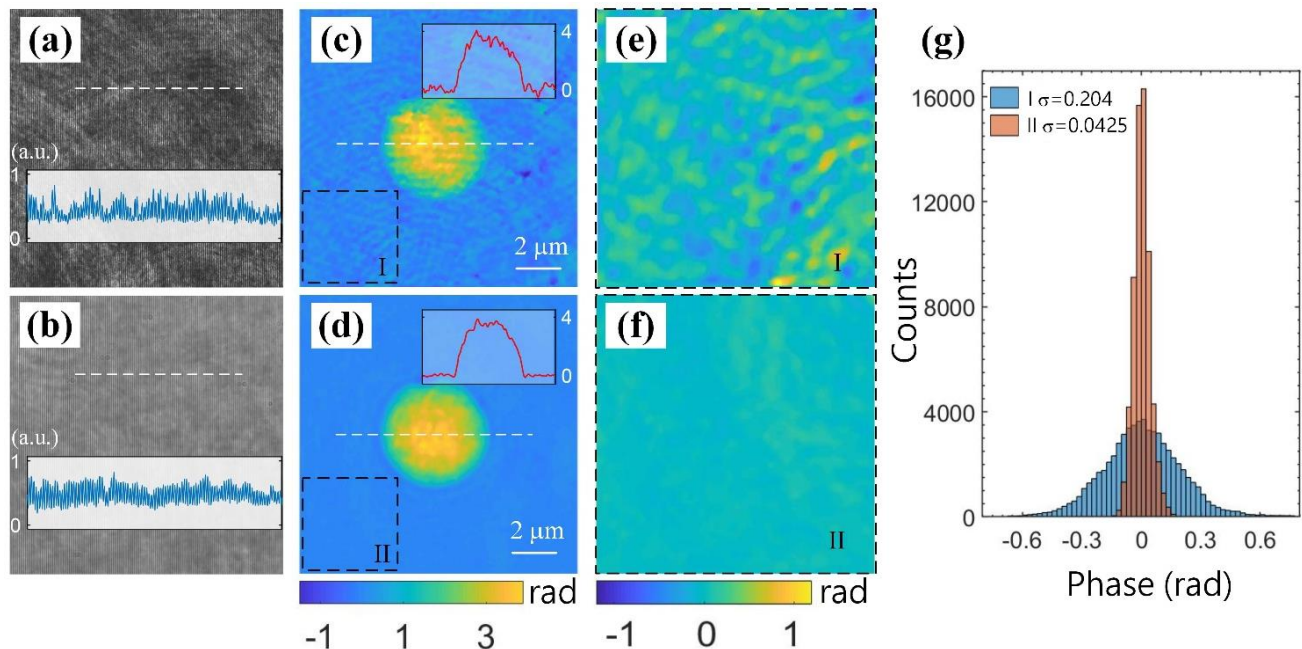 (a)
(a.u.)
1
0
(b)
(a.u.)
1
0
(c)
4
0
I
2 μm
(d)
4
0
II
2 μm
rad
-1 1 3
(e)
I
(f)
II
rad
-1 0 1
(g)
16000
12000
8000
4000
0
Counts
I σ=0.204
II σ=0.0425
-0.6 -0.3 0 0.3 0.6
Phase (rad)